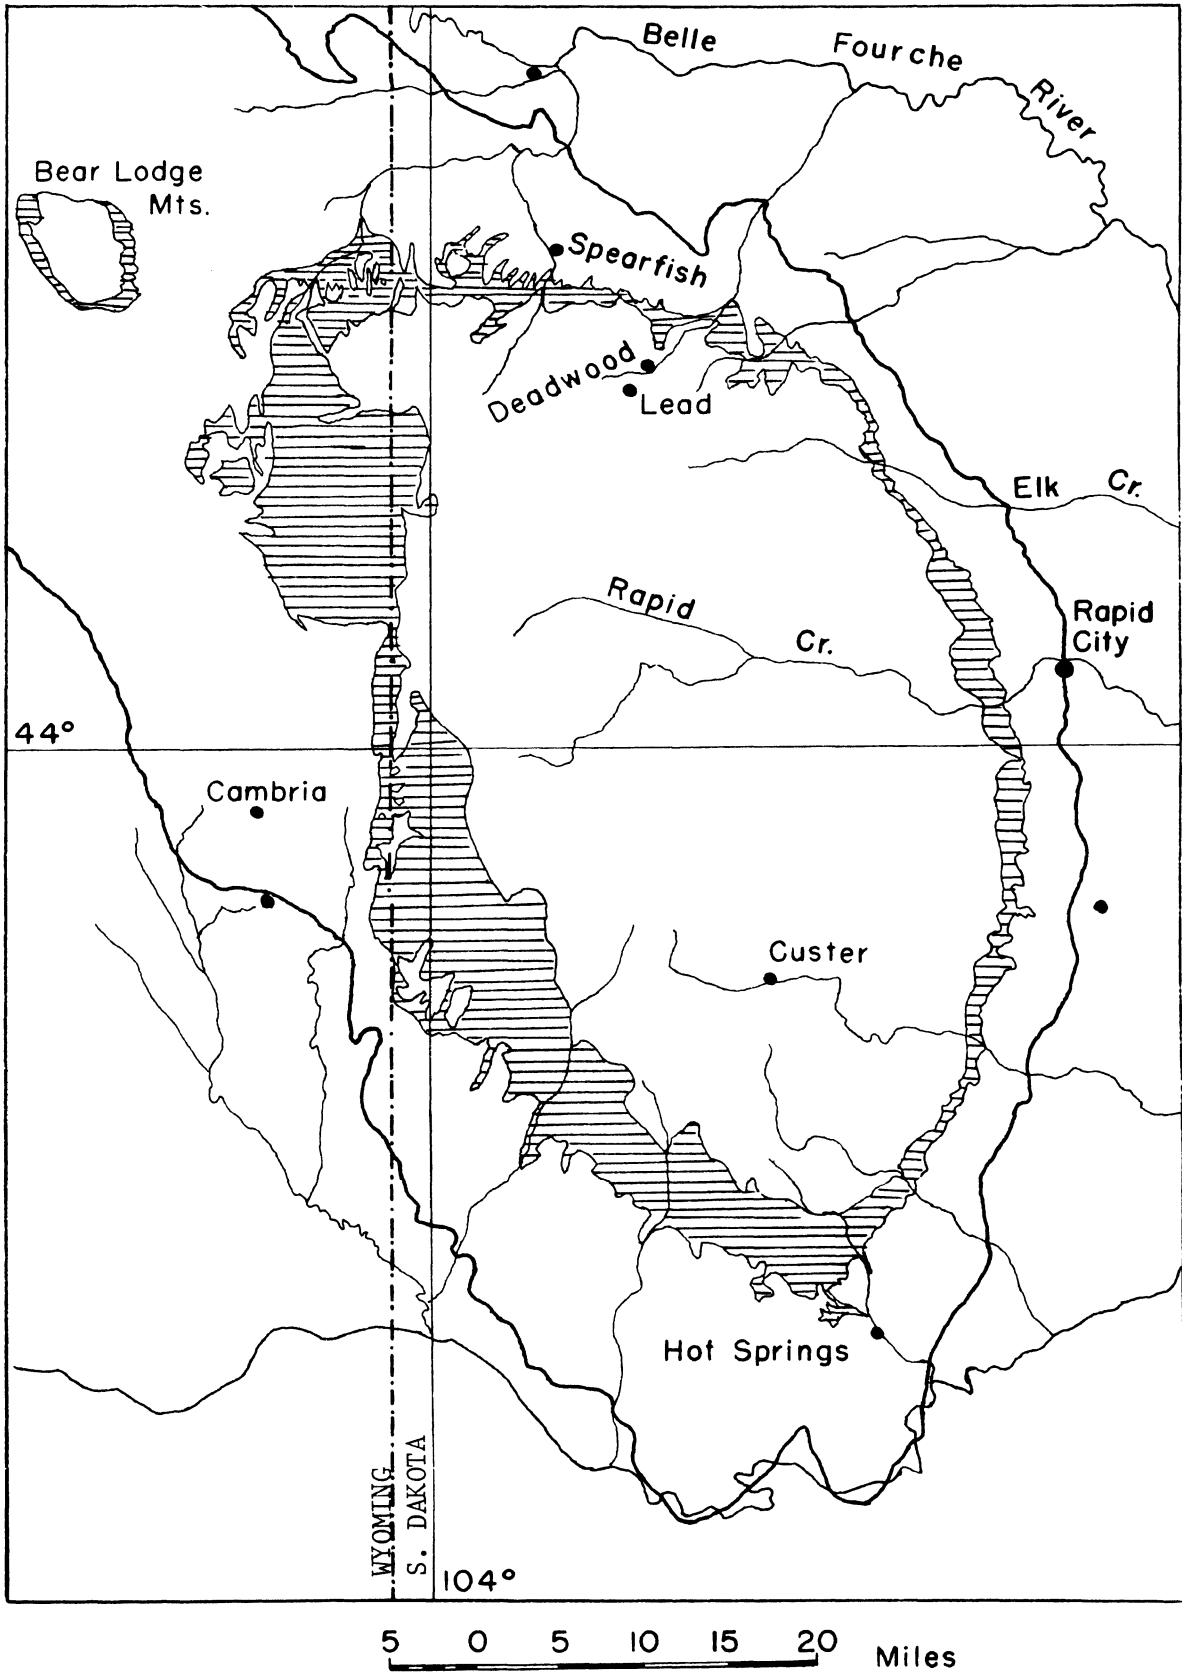 Belle Fourche River
Bear Lodge
Mts.
Spearfish
Deadwood
Lead
Elk Cr.
Rapid Cr.
Rapid
City
44°
Cambria
Custer
Hot Springs
WYOMING
S. DAKOTA
104°
5 0 5 10 15 20 Miles